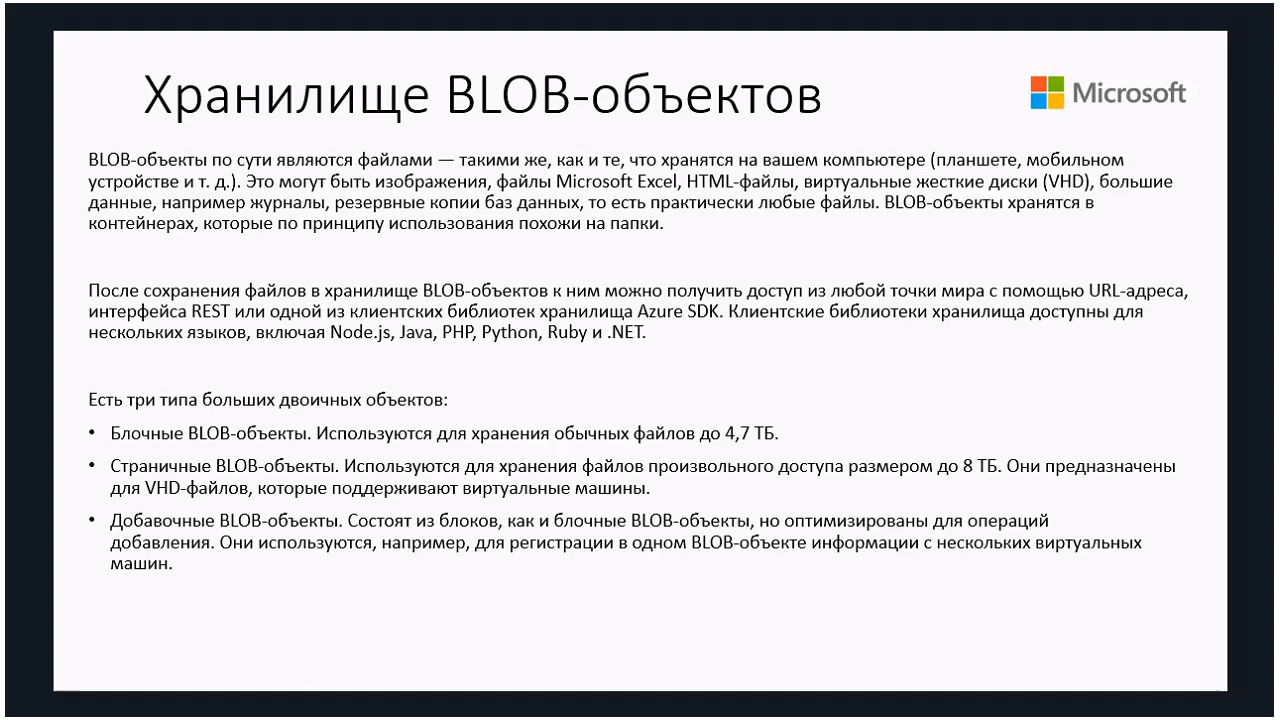 Хранилище BLOB-объектов
Microsoft
BLOB-объекты по сути являются файлами — такими же, как и те, что хранятся на вашем компьютере (планшете, мобильном
устройстве и т. д.). Это могут быть изображения, файлы Microsoft Excel, HTML-файлы, виртуальные жесткие диски (VHD), большие
данные, например журналы, резервные копии баз данных, то есть практически любые файлы. BLOB-объекты хранятся в
контейнерах, которые по принципу использования похожи на папки.
После сохранения файлов в хранилище BLOB-объектов к ним можно получить доступ из любой точки мира с помощью URL-адреса,
интерфейса REST или одной из клиентских библиотек хранилища Azure SDK. Клиентские библиотеки хранилища доступны для
нескольких языков, включая Node.js, Java, PHP, Python, Ruby и .NET.
Есть три типа больших двоичных объектов:
• Блочные BLOB-объекты. Используются для хранения обычных файлов до 4,7 ТБ.
• Страничные BLOB-объекты. Используются для хранения файлов произвольного доступа размером до 8 ТБ. Они предназначены
для VHD-файлов, которые поддерживают виртуальные машины.
• Добавочные BLOB-объекты. Состоят из блоков, как и блочные BLOB-объекты, но оптимизированы для операций
добавления. Они используются, например, для регистрации в одном BLOB-объекте информации с нескольких виртуальных
машин.